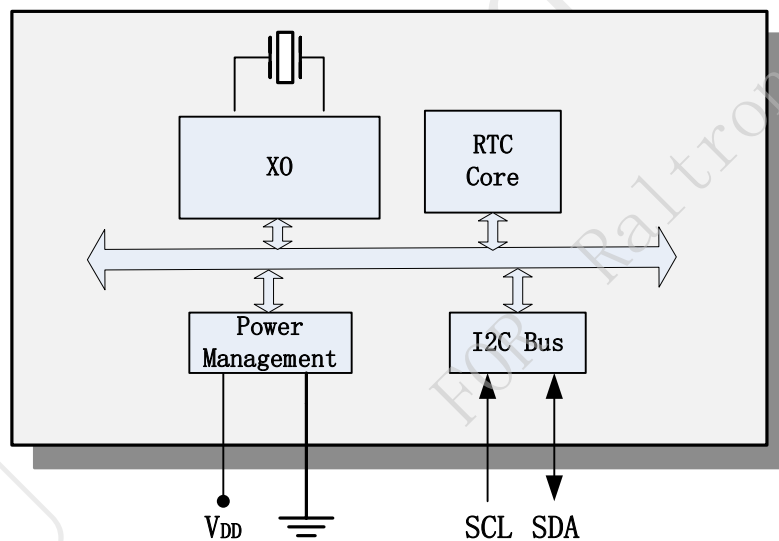 XO
RTC
Core
Power
Management
I2C Bus
VDD
SCL SDA
FOR Raltron